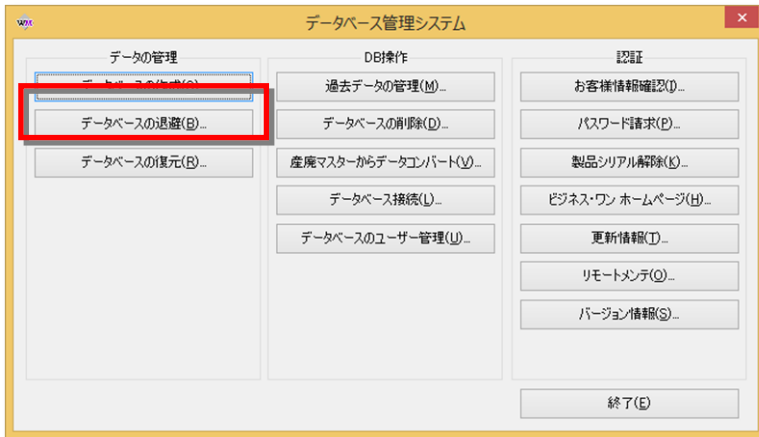 データベース管理システム
データの管理
データベースの退避(B)...
データベースの復元(R)...
DB操作
過去データの管理(M)...
データベースの削除(D)...
産廃マスターからデータコンバート(V)...
データベース接続(L)...
データベースのユーザー管理(U)...
認証
お客様情報確認(I)...
パスワード請求(P)...
製品シリアル解除(K)...
ビジネス・ワン ホームページ(H)...
更新情報(T)...
リモートメンテ(O)...
バージョン情報(S)...
終了(E)